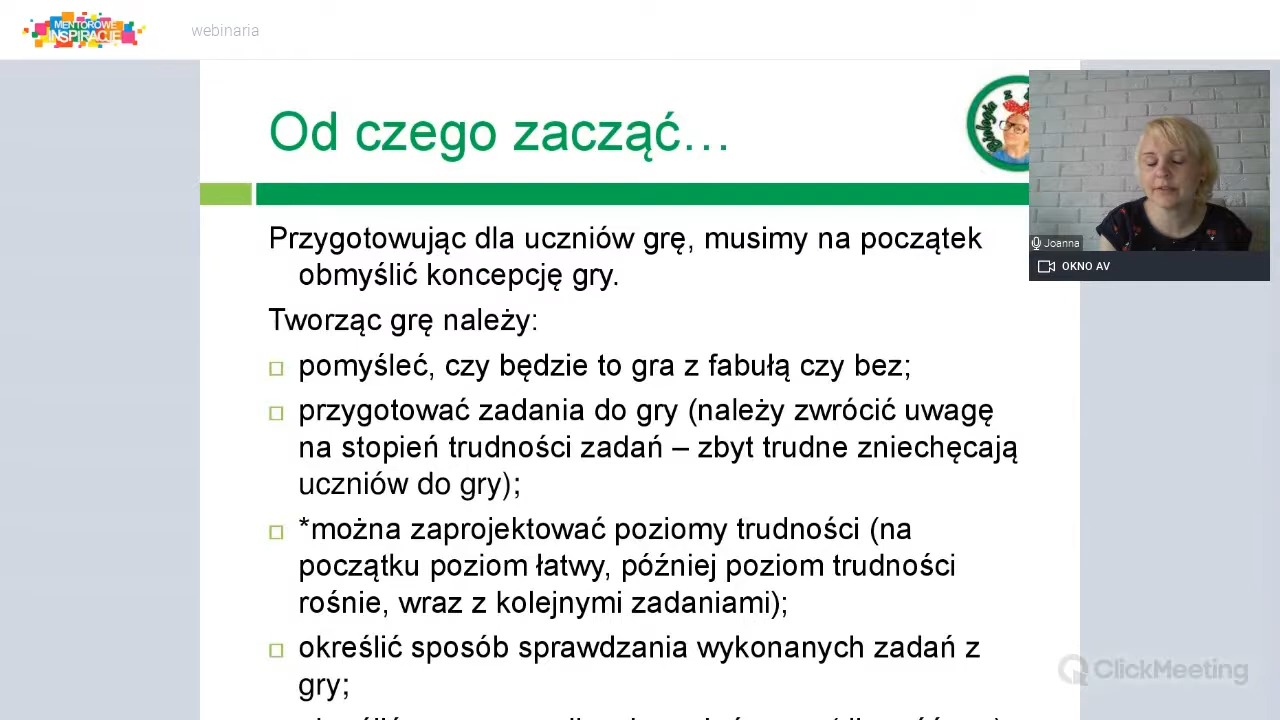 MENTOROWE
INSPIRACJE
webinaria
Od czego zacząć...
Biologia
Joanna
OKNO AV
Przygotowując dla uczniów grę, musimy na początek
obmyślić koncepcję gry.
Tworząc grę należy:
pomyśleć, czy będzie to gra z fabułą czy bez;
przygotować zadania do gry (należy zwrócić uwagę
na stopień trudności zadań – zbyt trudne zniechęcają
uczniów do gry);
*można zaprojektować poziomy trudności (na
początku poziom łatwy, później poziom trudności
rośnie, wraz z kolejnymi zadaniami);
określić sposób sprawdzania wykonanych zadań z
gry;
ClickMeeting